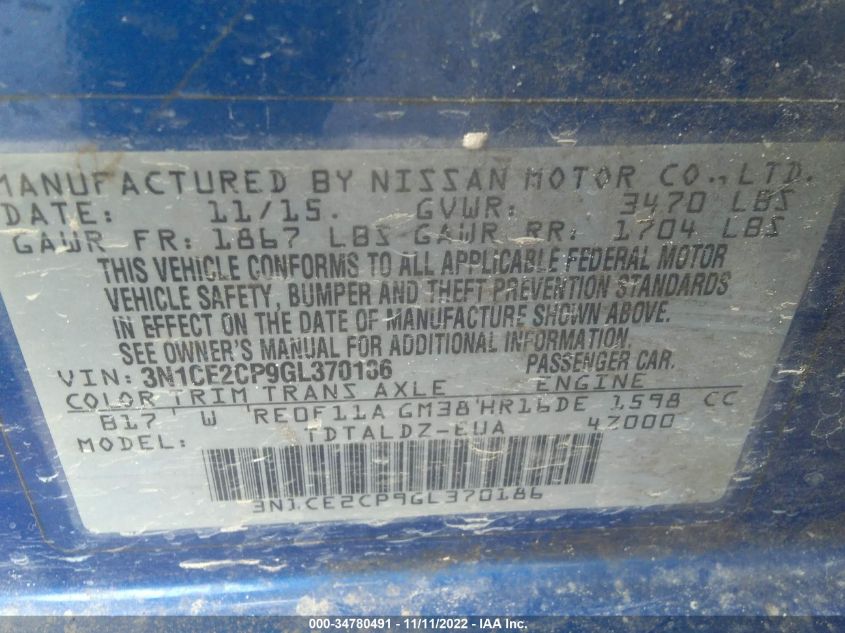 MANUFACTURED BY NISSAN MOTOR CO., LTD.
DATE: 11/15. GVWR: 3470 LBS
GAWR FR: 1867 LBS GAWR RR: 1704 LBS
THIS VEHICLE CONFORMS TO ALL APPLICABLE FEDERAL MOTOR
VEHICLE SAFETY, BUMPER AND THEFT PREVENTION STANDARDS
IN EFFECT ON THE DATE OF MANUFACTURE SHOWN ABOVE.
SEE OWNER'S MANUAL FOR ADDITIONAL INFORMATION.
VIN: 3N1CE2CP9GL370186 PASSENGER CAR.
COLOR TRIM TRANS AXLE ENGINE
B17 W RE0F11A GM38 HR16DE 1598 CC
MODEL: TDTALDZ-EUA 47000
3N1CE2CP9GL370186
000-34780491 - 11/11/2022 - IAA Inc.